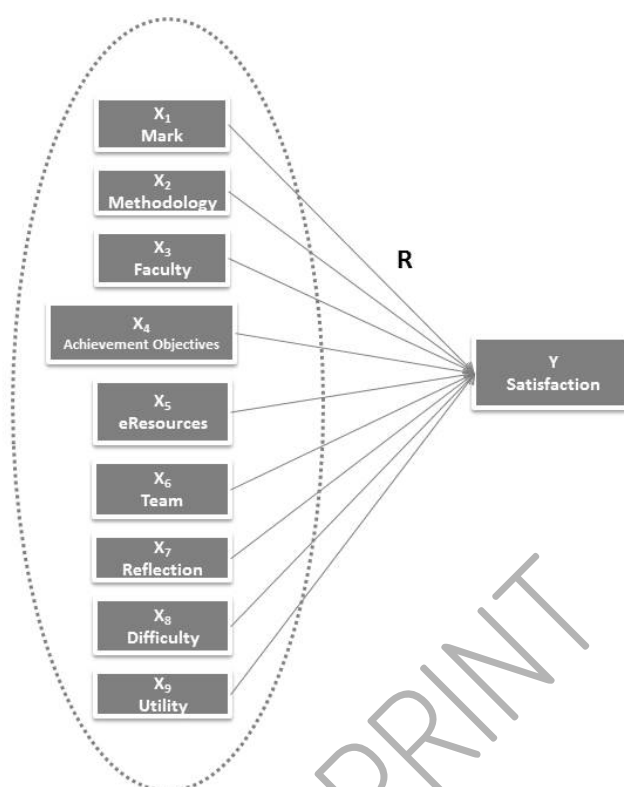 X₁
Mark
X₂
Methodology
X₃
Faculty
R
X₄
Achievement Objectives
Y
Satisfaction
X₅
eResources
X₆
Team
X₇
Reflection
X₈
Difficulty
X₉
Utility
PRINT